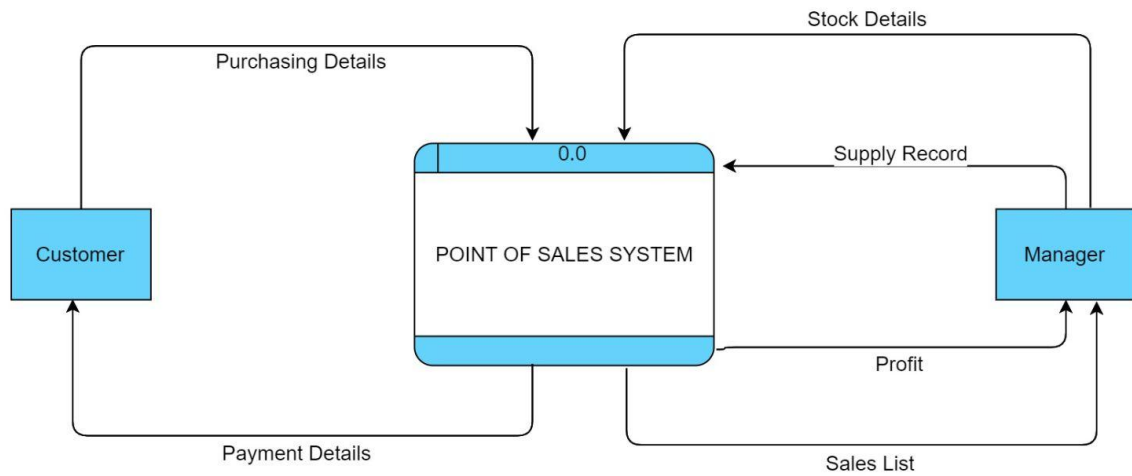 Stock Details
Purchasing Details
0.0
Supply Record
Customer
POINT OF SALES SYSTEM
Manager
Profit
Payment Details
Sales List